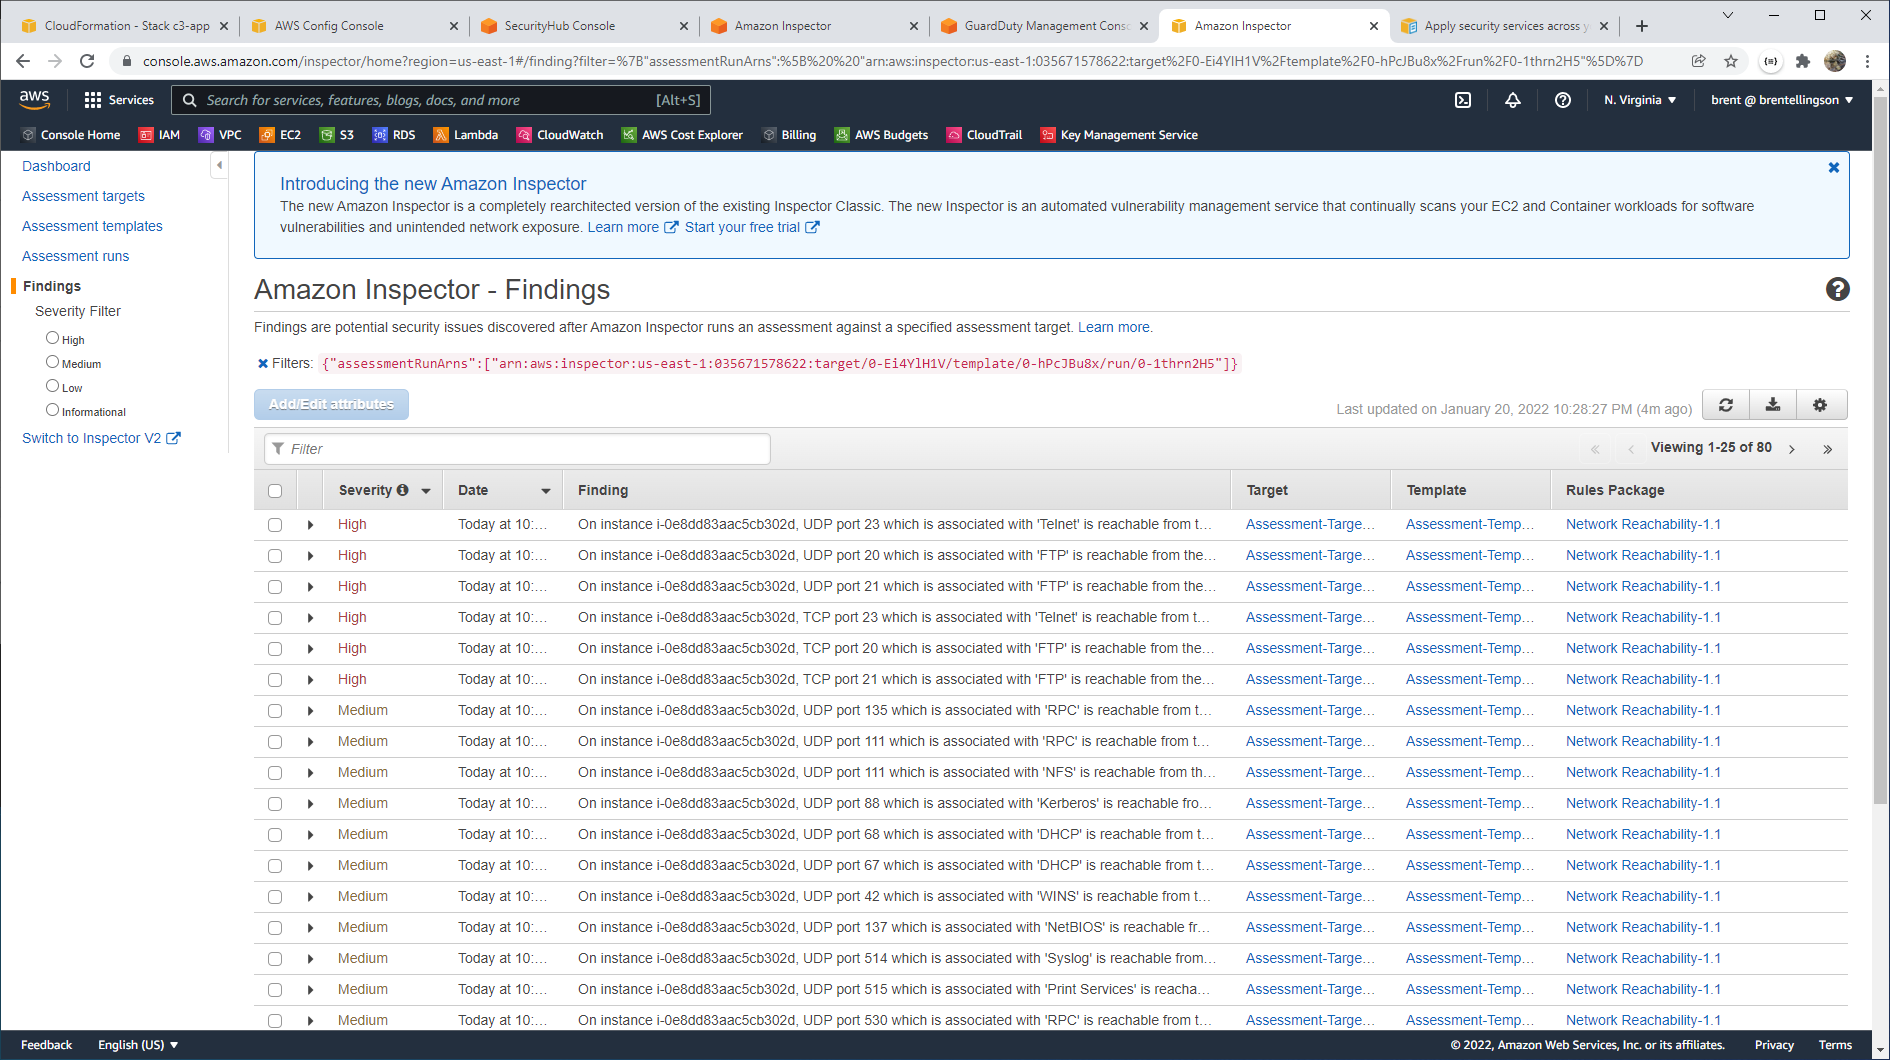 CloudFormation - Stack c3-app
AWS Config Console
SecurityHub Console
Amazon Inspector
GuardDuty Management Conso
Amazon Inspector
Apply security services across y
console.aws.amazon.com/inspector/home?region=us-east-1#/finding?filter=%7B"assessmentRunArns":%5B%20%20"arn:aws:inspector:us-east-1:035671578622:target%2F0-Ei4YlH1V%2Ftemplate%2F0-hPcJBu8x%2Frun%2F0-1thrn2H5"%5D%7D
aws
Services
Search for services, features, blogs, docs, and more
[Alt+S]
N. Virginia
brent @ brentellingson
Console Home
IAM
VPC
EC2
S3
RDS
Lambda
CloudWatch
AWS Cost Explorer
Billing
AWS Budgets
CloudTrail
Key Management Service
Dashboard
Assessment targets
Assessment templates
Assessment runs
Findings
Severity Filter
High
Medium
Low
Informational
Switch to Inspector V2
Introducing the new Amazon Inspector
The new Amazon Inspector is a completely rearchitected version of the existing Inspector Classic. The new Inspector is an automated vulnerability management service that continually scans your EC2 and Container workloads for software
vulnerabilities and unintended network exposure. Learn more Start your free trial
Amazon Inspector - Findings
Findings are potential security issues discovered after Amazon Inspector runs an assessment against a specified assessment target. Learn more.
Filters: {"assessmentRunArns":["arn:aws:inspector:us-east-1:035671578622:target/0-Ei4YlH1V/template/0-hPcJBu8x/run/0-1thrn2H5"]}
Add/Edit attributes
Last updated on January 20, 2022 10:28:27 PM (4m ago)
Filter
Viewing 1-25 of 80
Severity Date Finding Target Template Rules Package
High Today at 10:... On instance i-0e8dd83aac5cb302d, UDP port 23 which is associated with 'Telnet' is reachable from t... Assessment-Targe... Assessment-Temp... Network Reachability-1.1
High Today at 10:... On instance i-0e8dd83aac5cb302d, UDP port 20 which is associated with 'FTP' is reachable from the... Assessment-Targe... Assessment-Temp... Network Reachability-1.1
High Today at 10:... On instance i-0e8dd83aac5cb302d, UDP port 21 which is associated with 'FTP' is reachable from the... Assessment-Targe... Assessment-Temp... Network Reachability-1.1
High Today at 10:... On instance i-0e8dd83aac5cb302d, TCP port 23 which is associated with 'Telnet' is reachable from t... Assessment-Targe... Assessment-Temp... Network Reachability-1.1
High Today at 10:... On instance i-0e8dd83aac5cb302d, TCP port 20 which is associated with 'FTP' is reachable from the... Assessment-Targe... Assessment-Temp... Network Reachability-1.1
High Today at 10:... On instance i-0e8dd83aac5cb302d, TCP port 21 which is associated with 'FTP' is reachable from the... Assessment-Targe... Assessment-Temp... Network Reachability-1.1
Medium Today at 10:... On instance i-0e8dd83aac5cb302d, UDP port 135 which is associated with 'RPC' is reachable from t... Assessment-Targe... Assessment-Temp... Network Reachability-1.1
Medium Today at 10:... On instance i-0e8dd83aac5cb302d, UDP port 111 which is associated with 'RPC' is reachable from t... Assessment-Targe... Assessment-Temp... Network Reachability-1.1
Medium Today at 10:... On instance i-0e8dd83aac5cb302d, UDP port 111 which is associated with 'NFS' is reachable from th... Assessment-Targe... Assessment-Temp... Network Reachability-1.1
Medium Today at 10:... On instance i-0e8dd83aac5cb302d, UDP port 88 which is associated with 'Kerberos' is reachable fro... Assessment-Targe... Assessment-Temp... Network Reachability-1.1
Medium Today at 10:... On instance i-0e8dd83aac5cb302d, UDP port 68 which is associated with 'DHCP' is reachable from t... Assessment-Targe... Assessment-Temp... Network Reachability-1.1
Medium Today at 10:... On instance i-0e8dd83aac5cb302d, UDP port 67 which is associated with 'DHCP' is reachable from t... Assessment-Targe... Assessment-Temp... Network Reachability-1.1
Medium Today at 10:... On instance i-0e8dd83aac5cb302d, UDP port 42 which is associated with 'WINS' is reachable from t... Assessment-Targe... Assessment-Temp... Network Reachability-1.1
Medium Today at 10:... On instance i-0e8dd83aac5cb302d, UDP port 137 which is associated with 'NetBIOS' is reachable fr... Assessment-Targe... Assessment-Temp... Network Reachability-1.1
Medium Today at 10:... On instance i-0e8dd83aac5cb302d, UDP port 514 which is associated with 'Syslog' is reachable from... Assessment-Targe... Assessment-Temp... Network Reachability-1.1
Medium Today at 10:... On instance i-0e8dd83aac5cb302d, UDP port 515 which is associated with 'Print Services' is reacha... Assessment-Targe... Assessment-Temp... Network Reachability-1.1
Medium Today at 10:... On instance i-0e8dd83aac5cb302d, UDP port 530 which is associated with 'RPC' is reachable from t... Assessment-Targe... Assessment-Temp... Network Reachability-1.1
Feedback
English (US)
© 2022, Amazon Web Services, Inc. or its affiliates.
Privacy
Terms